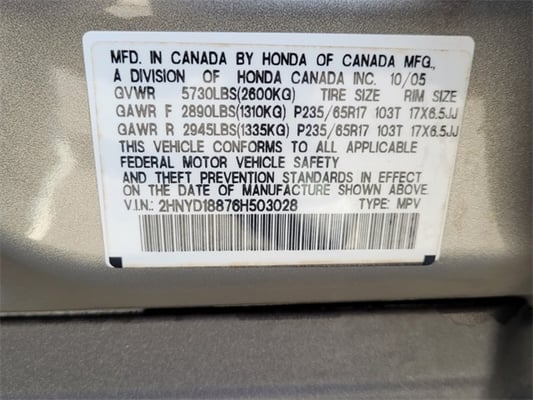 MFD. IN CANADA BY HONDA OF CANADA MFG.,
A DIVISION OF HONDA CANADA INC. 10/05
GVWR 5730LBS(2600KG) TIRE SIZE RIM SIZE
GAWR F 2890LBS(1310KG) P235/65R17 103T 17X6.5JJ
GAWR R 2945LBS(1335KG) P235/65R17 103T 17X6.5JJ
THIS VEHICLE CONFORMS TO ALL APPLICABLE
FEDERAL MOTOR VEHICLE SAFETY
AND THEFT PREVENTION STANDARDS IN EFFECT
ON THE DATE OF MANUFACTURE SHOWN ABOVE.
V.I.N.: 2HNYD18876H503028 TYPE: MPV